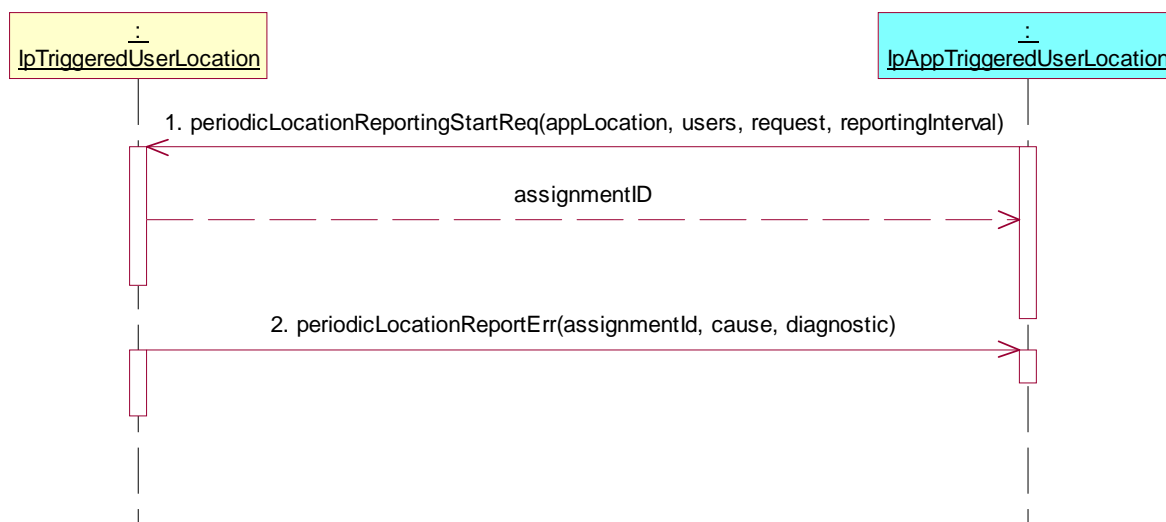 :
IpTriggeredUserLocation
:
IpAppTriggeredUserLocation
1. periodicLocationReportingStartReq(appLocation, users, request, reportingInterval)
assignmentID
2. periodicLocationReportErr(assignmentId, cause, diagnostic)